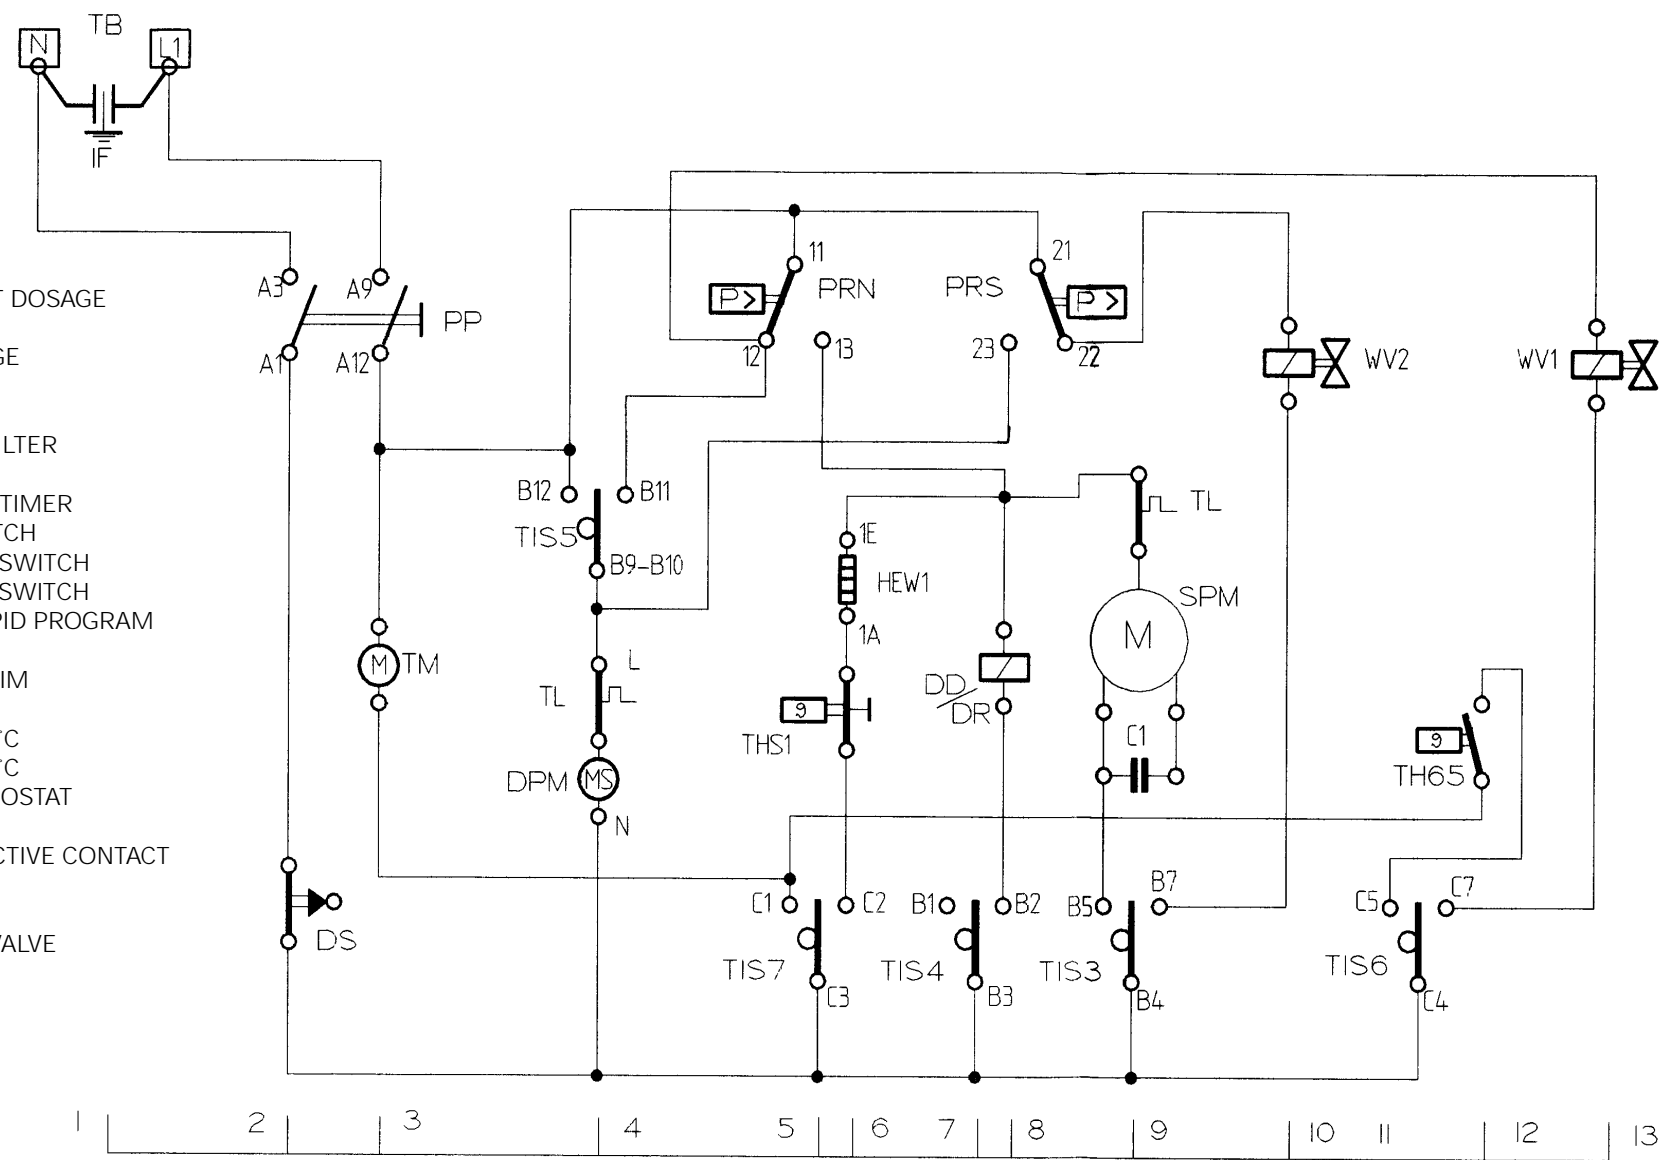 TB
N
L1
IF
A3
A9
T DOSAGE
PP
A1
A12
GE
11
21
P >
PRN
PRS
P >
12
13
23
22
WV2
WV1
LTER
B12
B11
TIMER
TCH
TIS5
TL
SWITCH
B9-B10
1E
HEW1
SWITCH
SPM
PID PROGRAM
1A
M
M
TM
L
IM
TL
DD/DR
°C
THS1
C1
TH65
°C
DPM
MS
OSTAT
N
CTIVE CONTACT
C1
C2
B1
B2
B5
B7
C5
C7
DS
VALVE
TIS7
TIS4
TIS3
TIS6
C3
B3
B4
C4
1
2
3
4
5
6
7
8
9
10
11
12
13